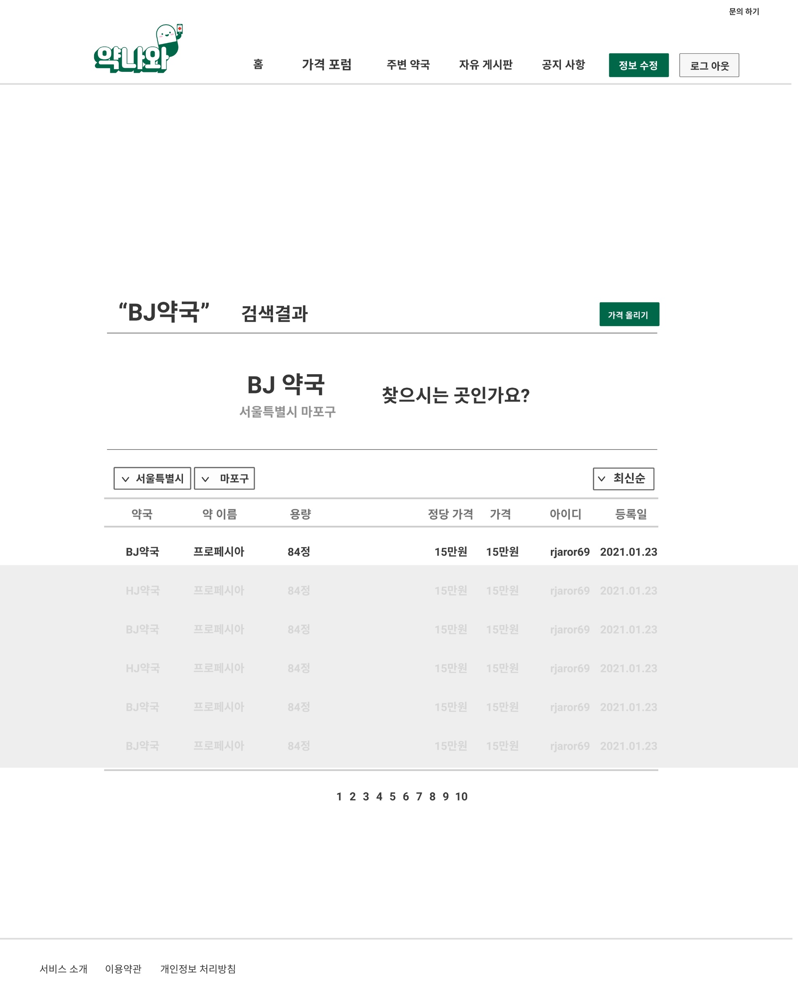 문의 하기
약나와
홈 가격 포럼 주변 약국 자유 게시판 공지 사항 정보 수정 로그 아웃
“BJ약국” 검색결과 가격 올리기
BJ 약국 찾으시는 곳인가요?
서울특별시 마포구
서울특별시 마포구 최신순
약국 약 이름 용량 정당 가격 가격 아이디 등록일
BJ약국 프로페시아 84정 15만원 15만원 rjaror69 2021.01.23
HJ약국 프로페시아 84정 15만원 15만원 rjaror69 2021.01.23
BJ약국 프로페시아 84정 15만원 15만원 rjaror69 2021.01.23
HJ약국 프로페시아 84정 15만원 15만원 rjaror69 2021.01.23
BJ약국 프로페시아 84정 15만원 15만원 rjaror69 2021.01.23
BJ약국 프로페시아 84정 15만원 15만원 rjaror69 2021.01.23
1 2 3 4 5 6 7 8 9 10
서비스 소개 이용약관 개인정보 처리방침